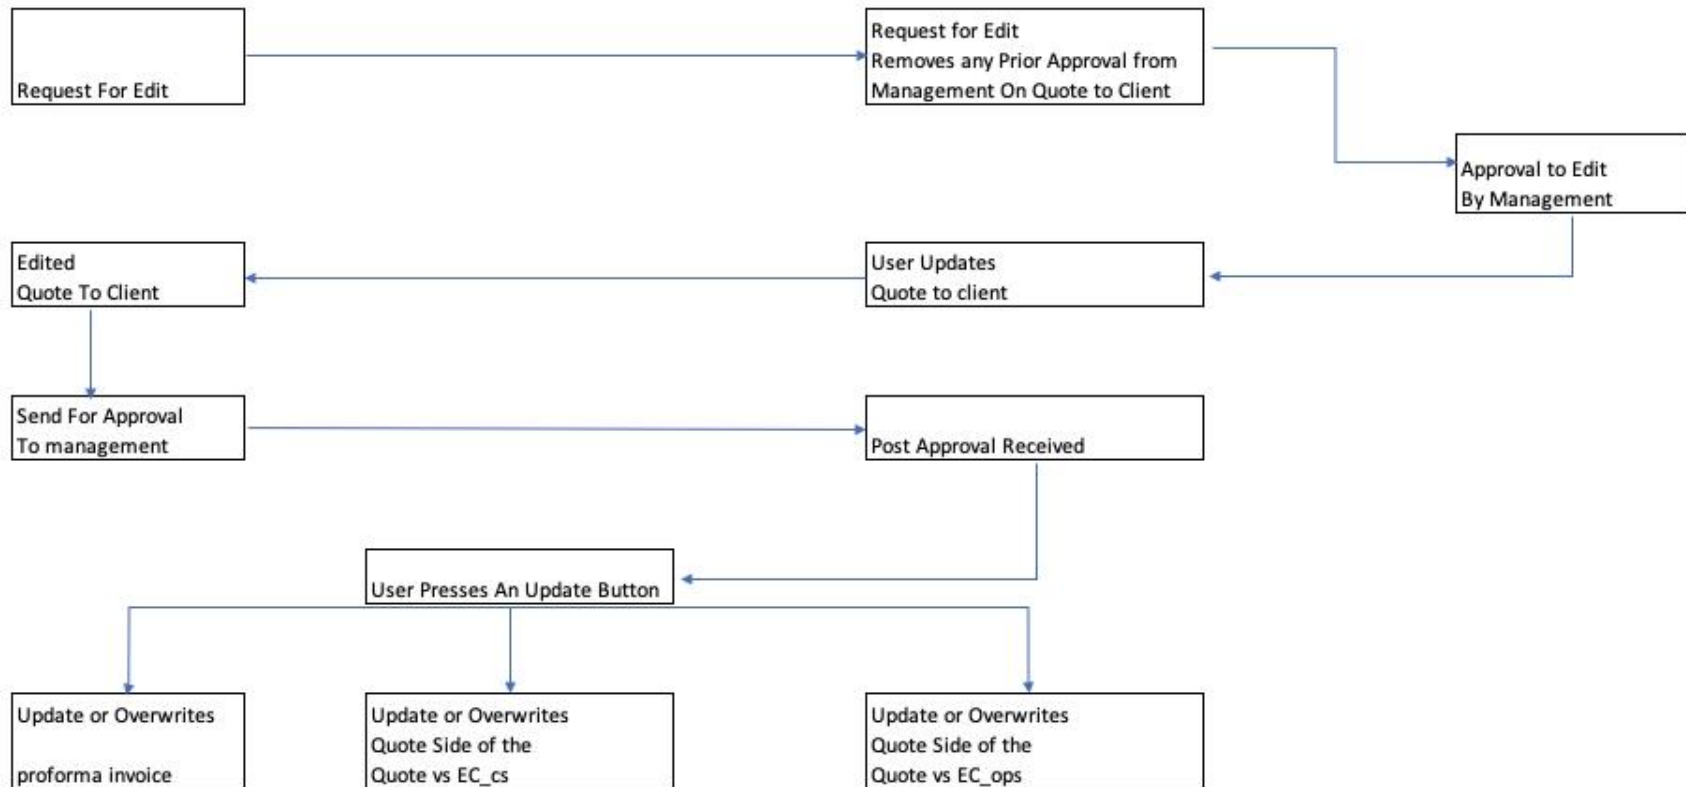 Request For Edit
Request for Edit
Removes any Prior Approval from
Management On Quote to Client
Approval to Edit
By Management
Edited
Quote To Client
User Updates
Quote to client
Send For Approval
To management
Post Approval Received
User Presses An Update Button
Update or Overwrites
proforma invoice
Update or Overwrites
Quote Side of the
Quote vs EC_cs
Update or Overwrites
Quote Side of the
Quote vs EC_ops